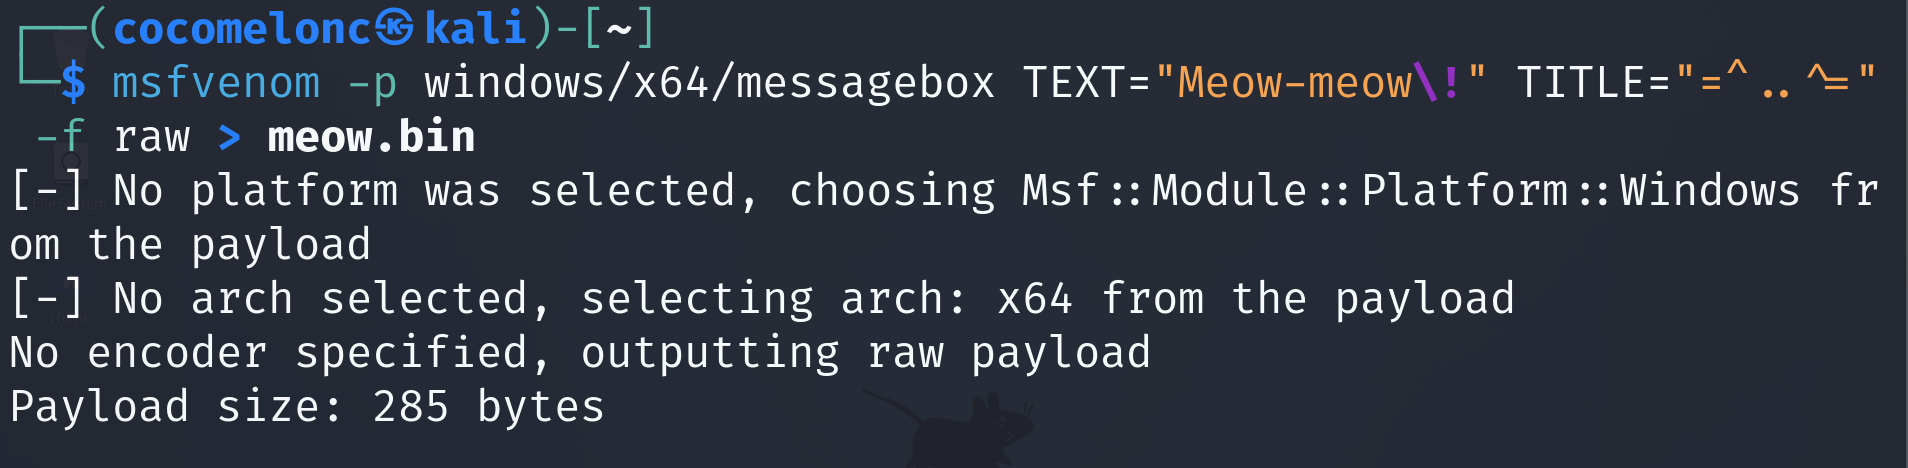 ┌──(cocomelonc㉿kali)-[~]
└─$ msfvenom -p windows/x64/messagebox TEXT="Meow-meow\!" TITLE="=^..^="
 -f raw > meow.bin
[-] No platform was selected, choosing Msf::Module::Platform::Windows fr
om the payload
[-] No arch selected, selecting arch: x64 from the payload
No encoder specified, outputting raw payload
Payload size: 285 bytes